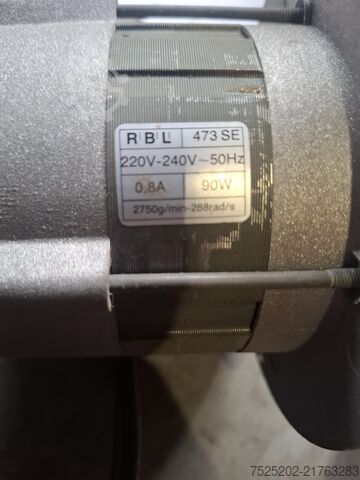 RBL 473 SE
220V-240V~50Hz
0,8A 90W
2750g/min-288rad/s
7525202-21763283